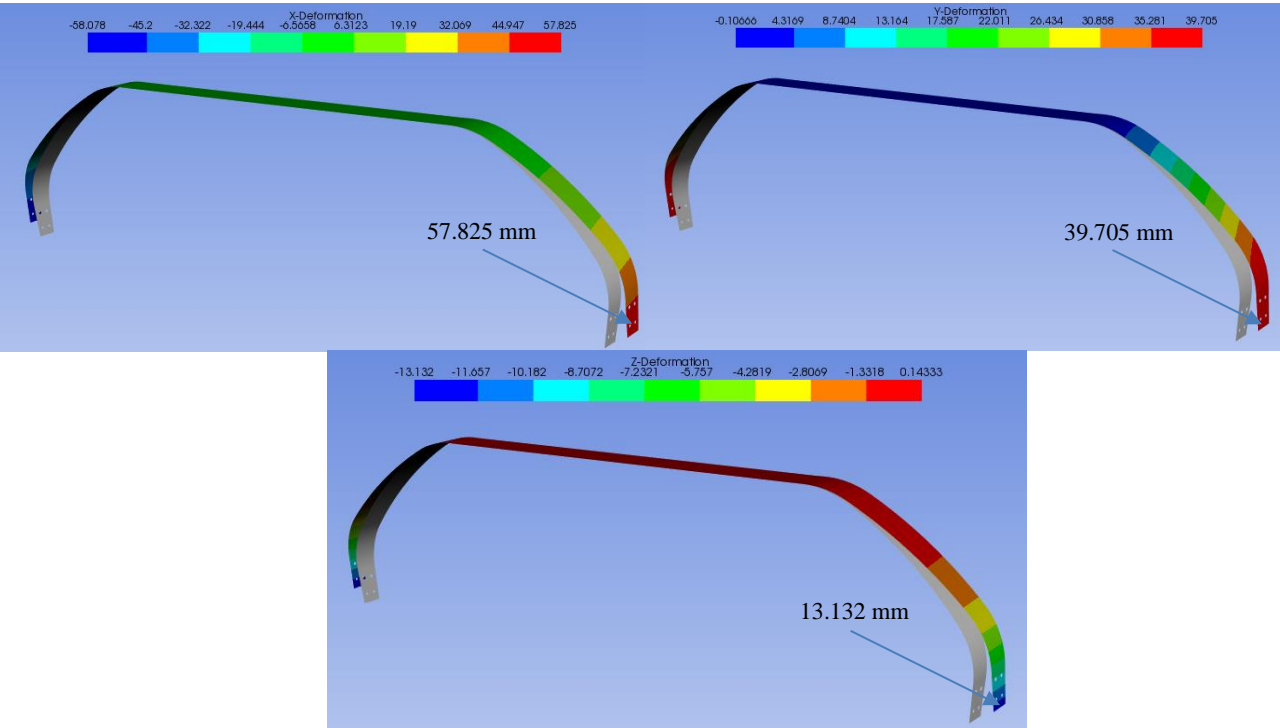 X-Deformation
-58.078 -45.2 -32.322 -19.444 -6.5658 6.3123 19.19 32.069 44.947 57.825
57.825 mm
Y-Deformation
-0.10666 4.3169 8.7404 13.164 17.587 22.011 26.434 30.858 35.281 39.705
39.705 mm
Z-Deformation
-13.132 -11.657 -10.182 -8.7072 -7.2321 -5.757 -4.2819 -2.8069 -1.3318 0.14333
13.132 mm